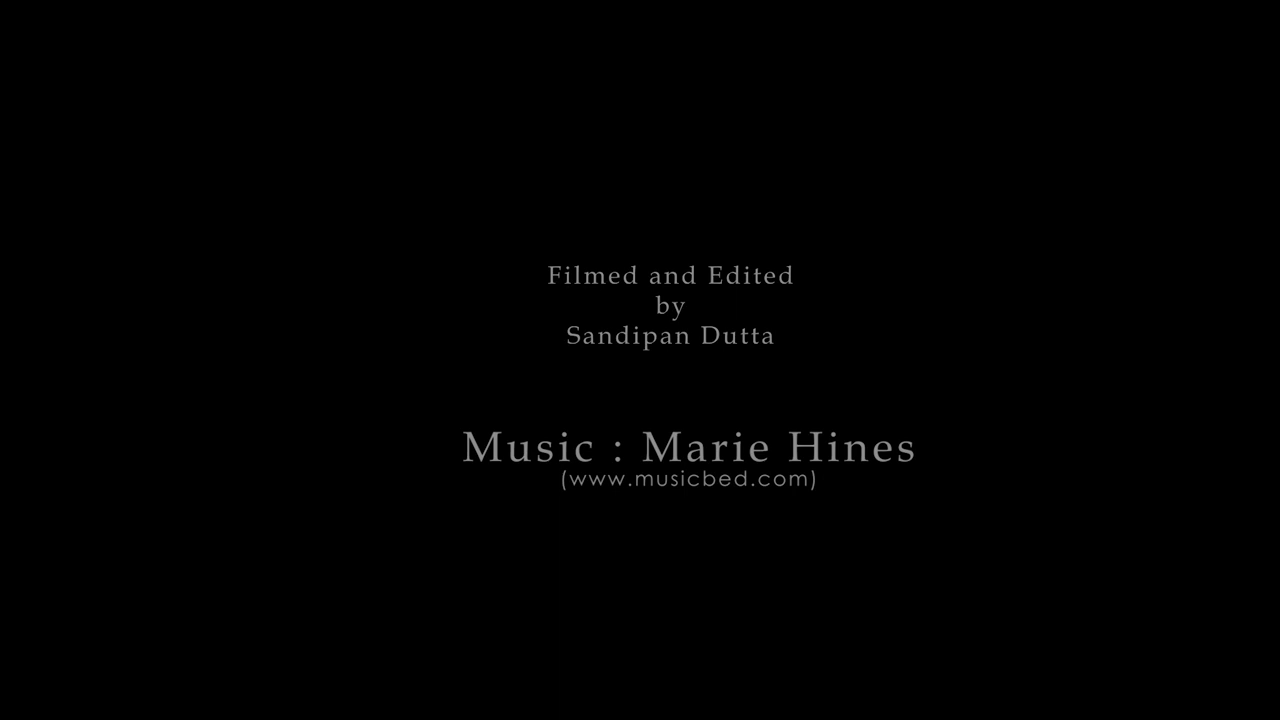 Filmed and Edited
by
Sandipan Dutta
Music : Marie Hines
(www.musicbed.com)